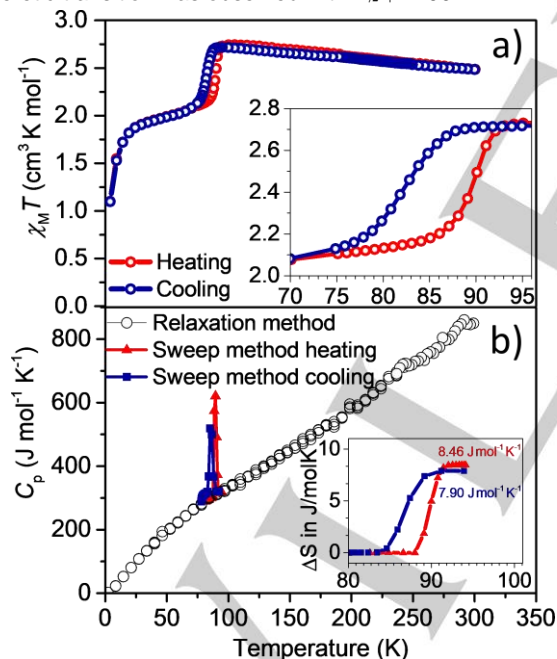 a)
3.0
2.5
2.0
1.5
1.0
0.5
0.0
χ_M T (cm³ K mol⁻¹)
2.8
2.6
2.4
2.2
2.0
70 75 80 85 90 95
Heating
Cooling
b)
Relaxation method
Sweep method heating
Sweep method cooling
800
600
400
200
0
C_p (J mol⁻¹ K⁻¹)
8.46 Jmol⁻¹K⁻¹
7.90 Jmol⁻¹K⁻¹
10
5
0
ΔS in J/molK
80 90 100
0 50 100 150 200 250 300 350
Temperature (K)